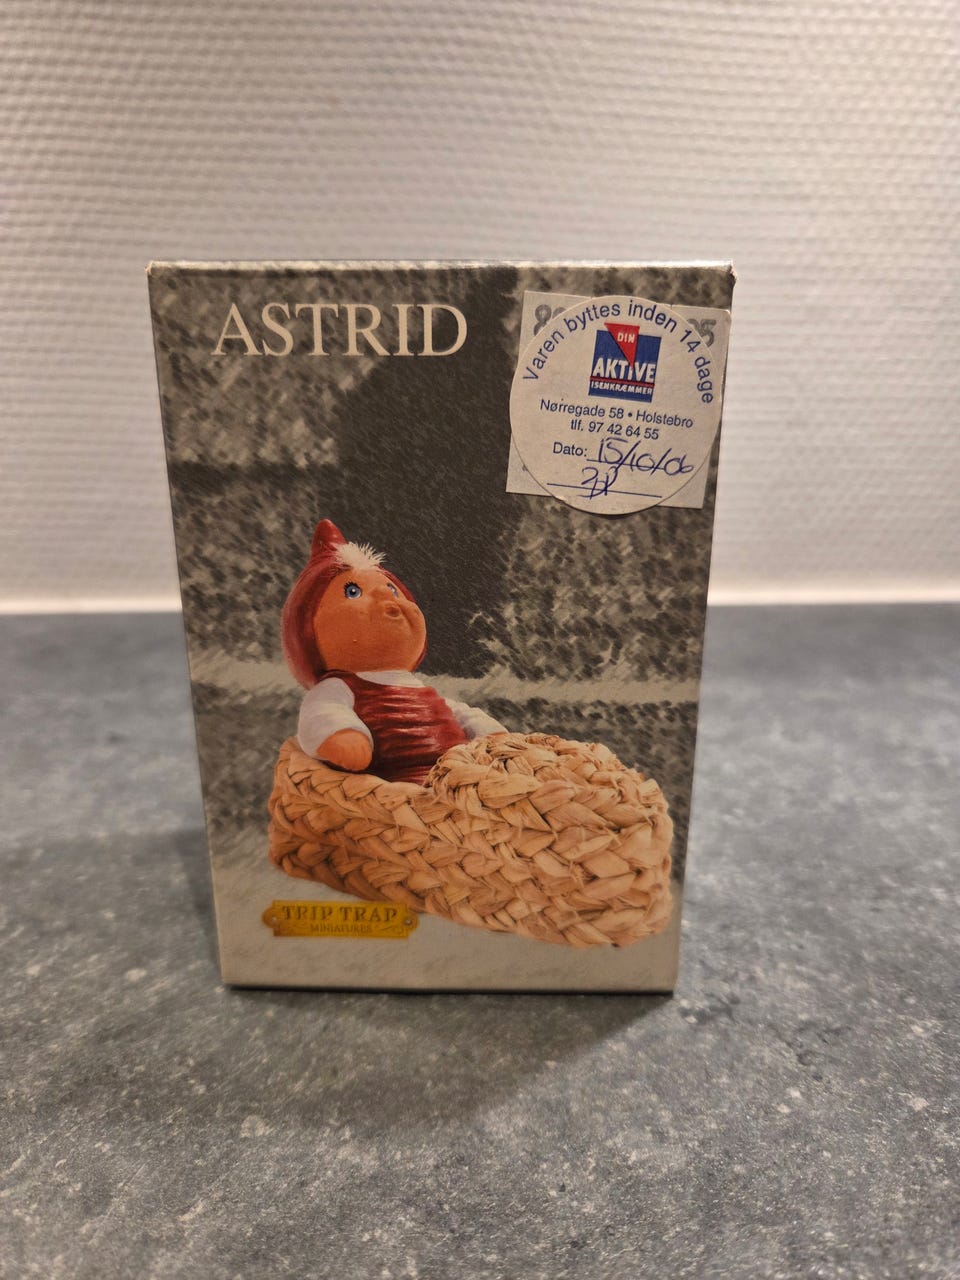 ASTRID
Varen byttes inden 14 dage
DIN
AKTIVE
ISENKRÆMMER
Nørregade 58 • Holstebro
tlf. 97 42 64 55
Dato: 15/10/06
TRIP TRAP
MINIATURES